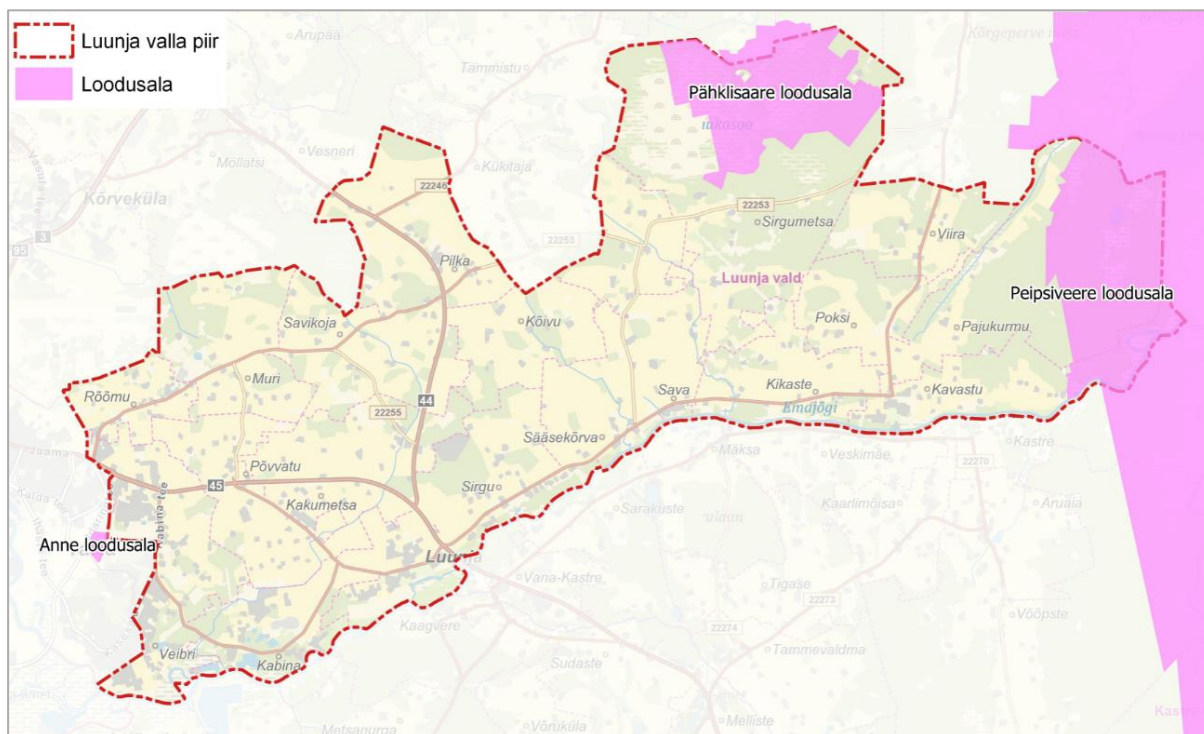 Luunja valla piir
Loodusala
Arupää
Tammistu
Vesneri
Möllatsi
Kükitaja
Kõrveküla
22246
3
95
Pähklisaare loodusala
22253
Sirgumetsa
22253
Viira
Pilka
Luunja vald
Peipsiveere loodusala
Savikoja
Kõivu
Poksi
Pajukurmu
Muri
Rõõmu
44
22255
Sava
Kikaste
Kavastu
Emajõgi
Sääsekõrva
Mäksa
Veskimäe
Kastre
22270
Põvvatu
45
Kakumetsa
Sirgu
Sarakuste
Kaarlimõisa
Aruaia
Anne loodusala
Luunja
Vana-Kastre
Tigase
22273
Võõpste
Kaagvere
22274
Tammevaldma
Veibri
Kabina
Sudaste
Metsanurga
Võruküla
Melliste